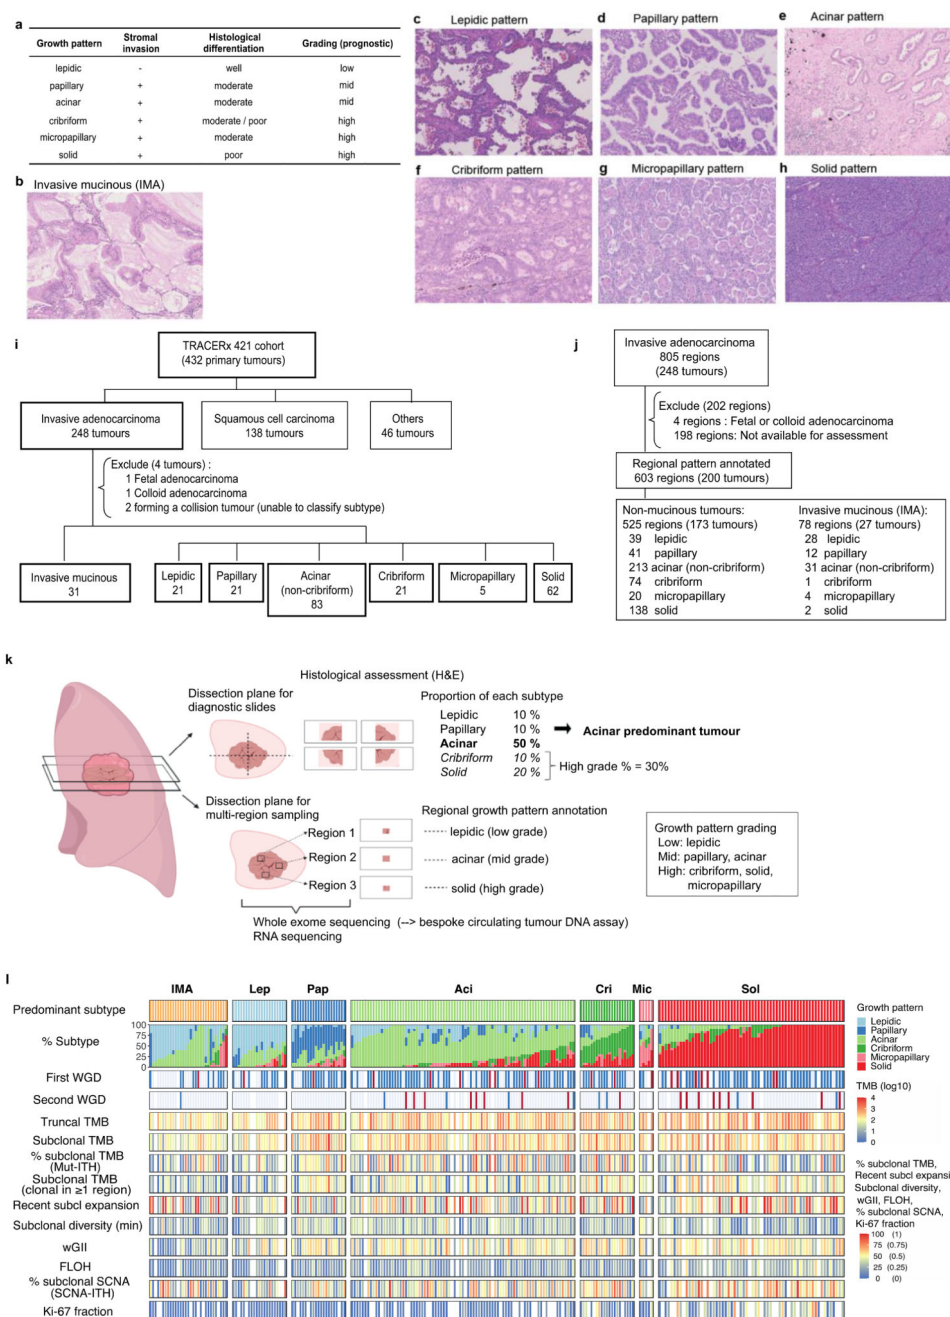 a
Growth pattern Stromal invasion Histological differentiation Grading (prognostic)
lepidic - well low
papillary + moderate mid
acinar + moderate mid
cribriform + moderate / poor high
micropapillary + moderate high
solid + poor high
b Invasive mucinous (IMA)
c Lepidic pattern
d Papillary pattern
e Acinar pattern
f Cribriform pattern
g Micropapillary pattern
h Solid pattern
i
TRACERx 421 cohort
(432 primary tumours)
Invasive adenocarcinoma
248 tumours
Squamous cell carcinoma
138 tumours
Others
46 tumours
Exclude (4 tumours) :
1 Fetal adenocarcinoma
1 Colloid adenocarcinoma
2 forming a collision tumour (unable to classify subtype)
Invasive mucinous
31
Lepidic
21
Papillary
21
Acinar
(non-cribriform)
83
Cribriform
21
Micropapillary
5
Solid
62
j
Invasive adenocarcinoma
805 regions
(248 tumours)
Exclude (202 regions)
4 regions : Fetal or colloid adenocarcinoma
198 regions: Not available for assessment
Regional pattern annotated
603 regions (200 tumours)
Non-mucinous tumours:
525 regions (173 tumours)
39 lepidic
41 papillary
213 acinar (non-cribriform)
74 cribriform
20 micropapillary
138 solid
Invasive mucinous (IMA):
78 regions (27 tumours)
28 lepidic
12 papillary
31 acinar (non-cribriform)
1 cribriform
4 micropapillary
2 solid
k
Histological assessment (H&E)
Dissection plane for
diagnostic slides
Proportion of each subtype
Lepidic 10 %
Papillary 10 %
Acinar 50 %
Cribriform 10 %
Solid 20 %
Acinar predominant tumour
High grade % = 30%
Dissection plane for
multi-region sampling
Regional growth pattern annotation
Region 1 lepidic (low grade)
Region 2 acinar (mid grade)
Region 3 solid (high grade)
Growth pattern grading
Low: lepidic
Mid: papillary, acinar
High: cribriform, solid,
micropapillary
Whole exome sequencing (--> bespoke circulating tumour DNA assay)
RNA sequencing
l
IMA Lep Pap Aci Cri Mic Sol
Predominant subtype
% Subtype
100
75
50
25
0
First WGD
Second WGD
Truncal TMB
Subclonal TMB
% subclonal TMB
(Mut-ITH)
Subclonal TMB
(clonal in ≥1 region)
Recent subcl expansion
Subclonal diversity (min)
wGII
FLOH
% subclonal SCNA
(SCNA-ITH)
Ki-67 fraction
Growth pattern
Lepidic
Papillary
Acinar
Cribriform
Micropapillary
Solid
TMB (log10)
4
3
2
1
0
% subclonal TMB,
Recent subcl expansi
Subclonal diversity,
wGII, FLOH,
% subclonal SCNA,
Ki-67 fraction
100 (1)
75 (0.75)
50 (0.5)
25 (0.25)
0 (0)